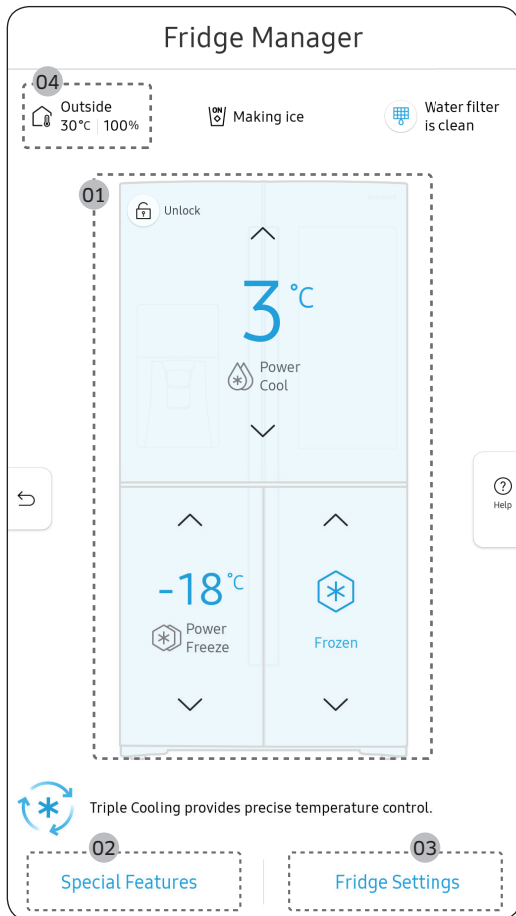 Fridge Manager
04
Outside
30°C | 100%
ON
Making ice
Water filter
is clean
01
Unlock
3 °C
Power
Cool
Help
-18 °C
Power
Freeze
Frozen
Triple Cooling provides precise temperature control.
02
03
Special Features
Fridge Settings